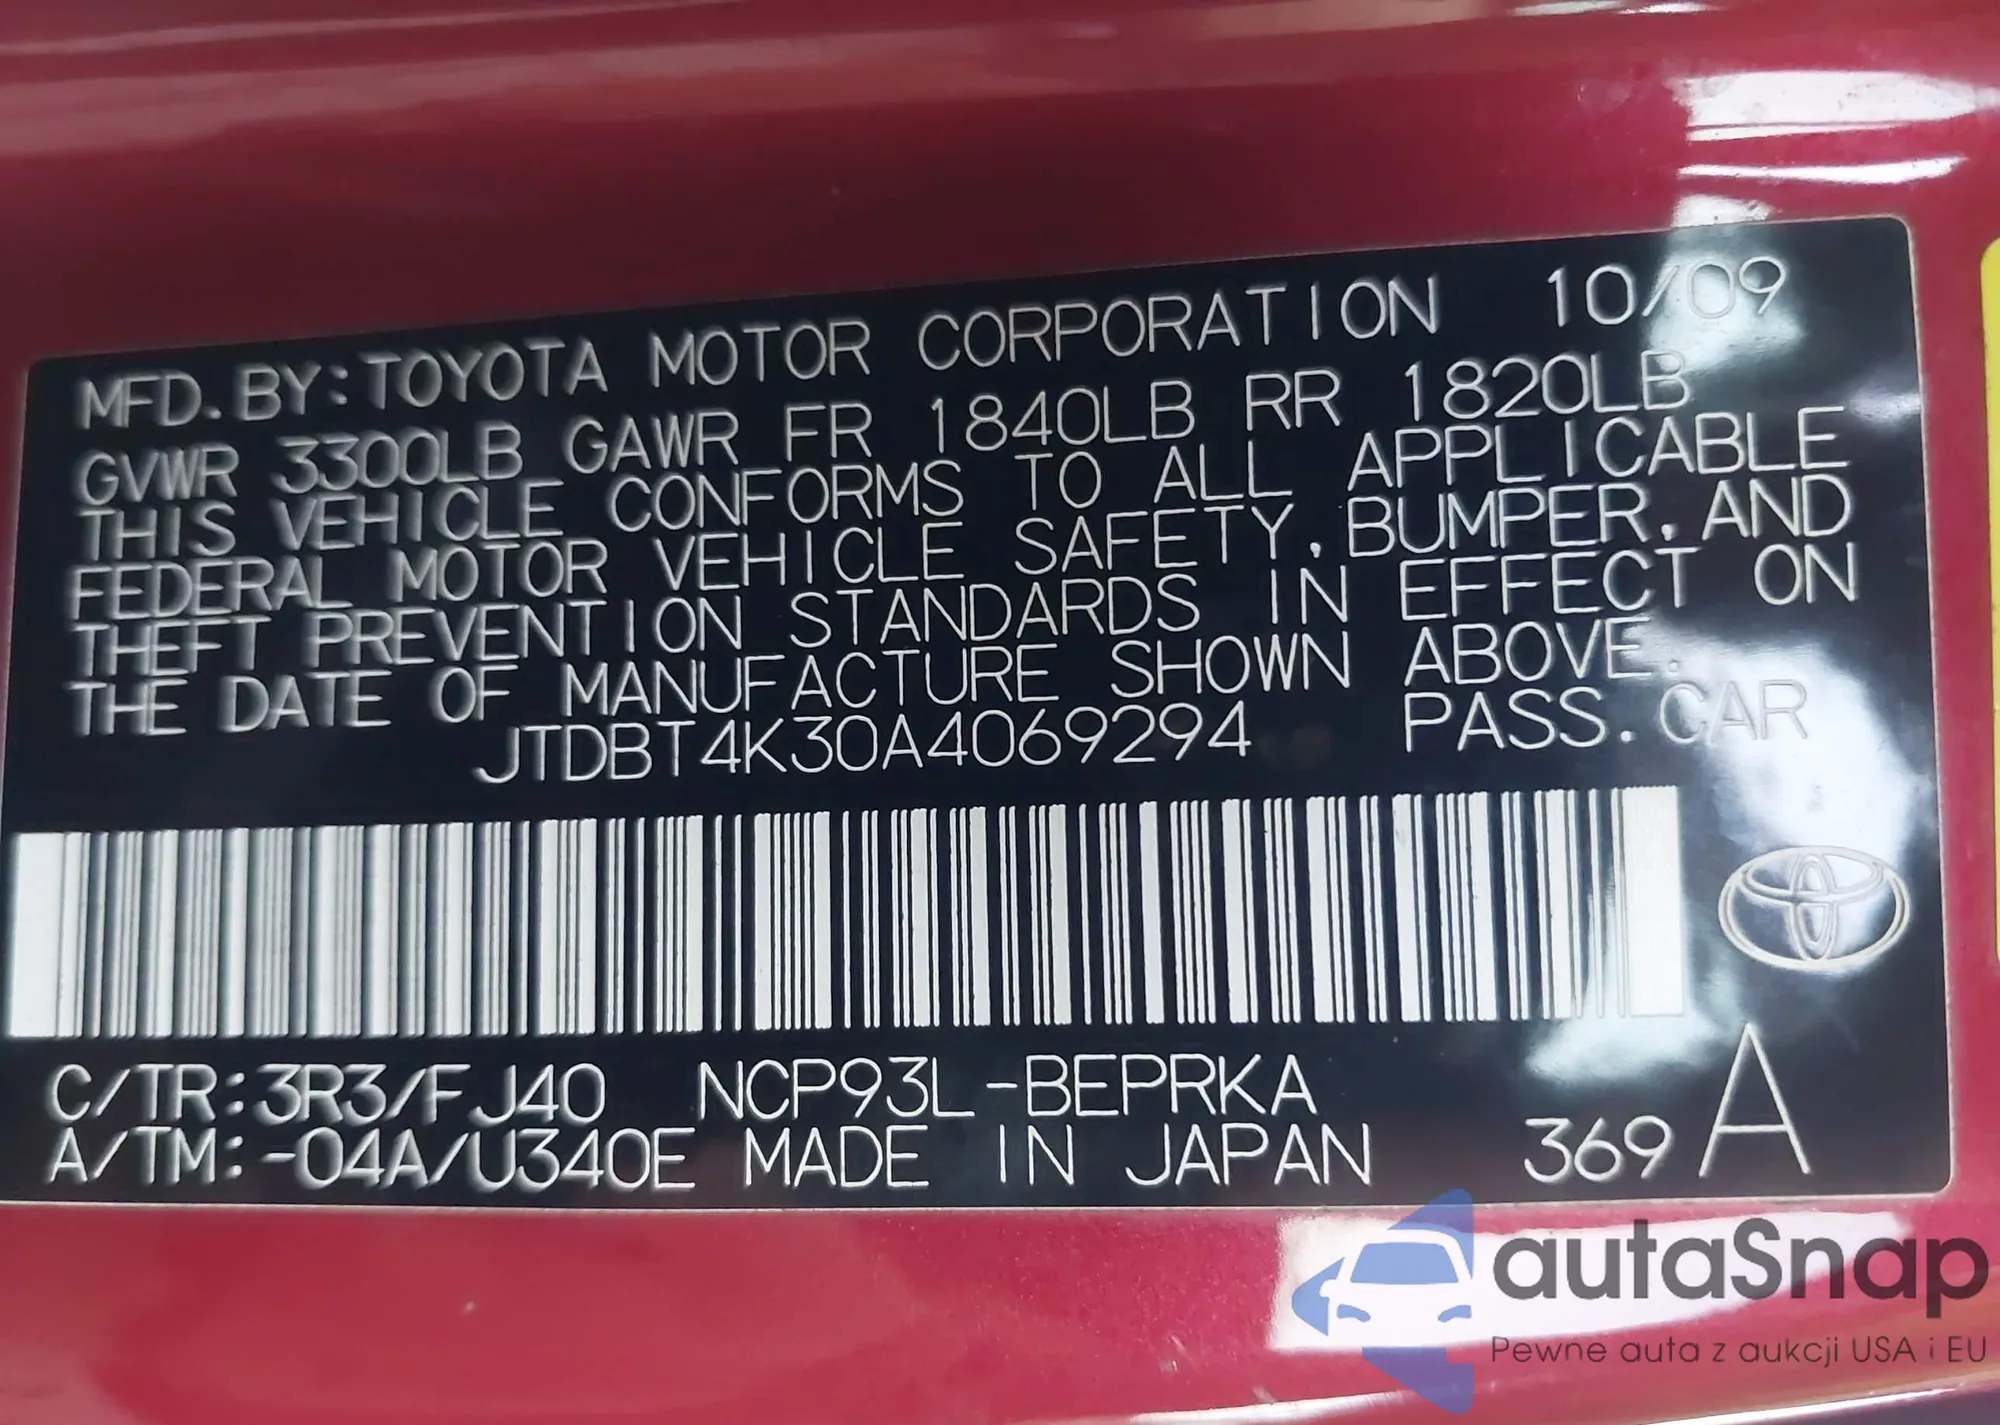 MFD. BY: TOYOTA MOTOR CORPORATION 10/09
GVWR 3300LB GAWR FR 1840LB RR 1820LB
THIS VEHICLE CONFORMS TO ALL APPLICABLE
FEDERAL MOTOR VEHICLE SAFETY, BUMPER, AND
THEFT PREVENTION STANDARDS IN EFFECT ON
THE DATE OF MANUFACTURE SHOWN ABOVE.
JTDBT4K30A4069294 PASS. CAR
C/TR: 3R3/FJ40 NCP93L-BEPRKA
A/TM: -04A/U340E MADE IN JAPAN 369 A
autaSnap
Pewne auta z aukcji USA i EU